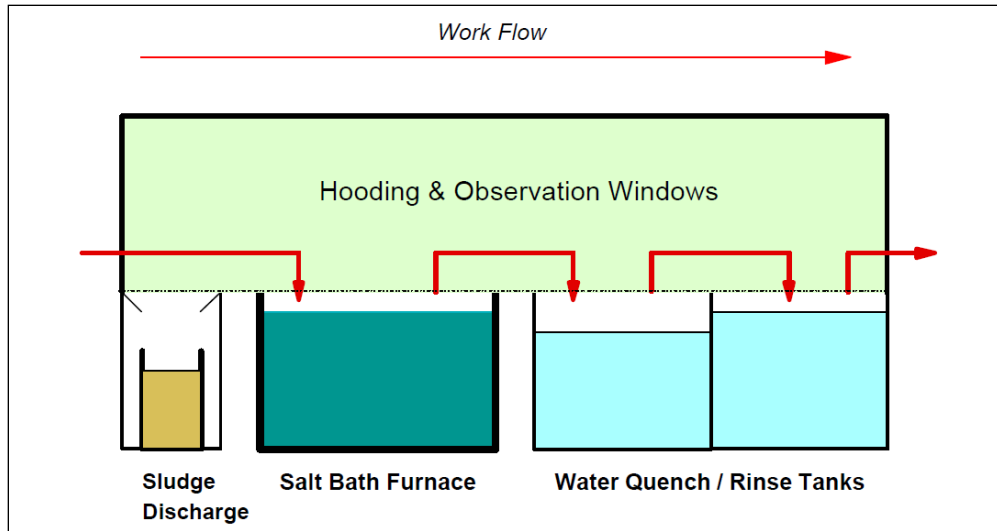 Work Flow
Hooding & Observation Windows
Sludge
Discharge
Salt Bath Furnace
Water Quench / Rinse Tanks